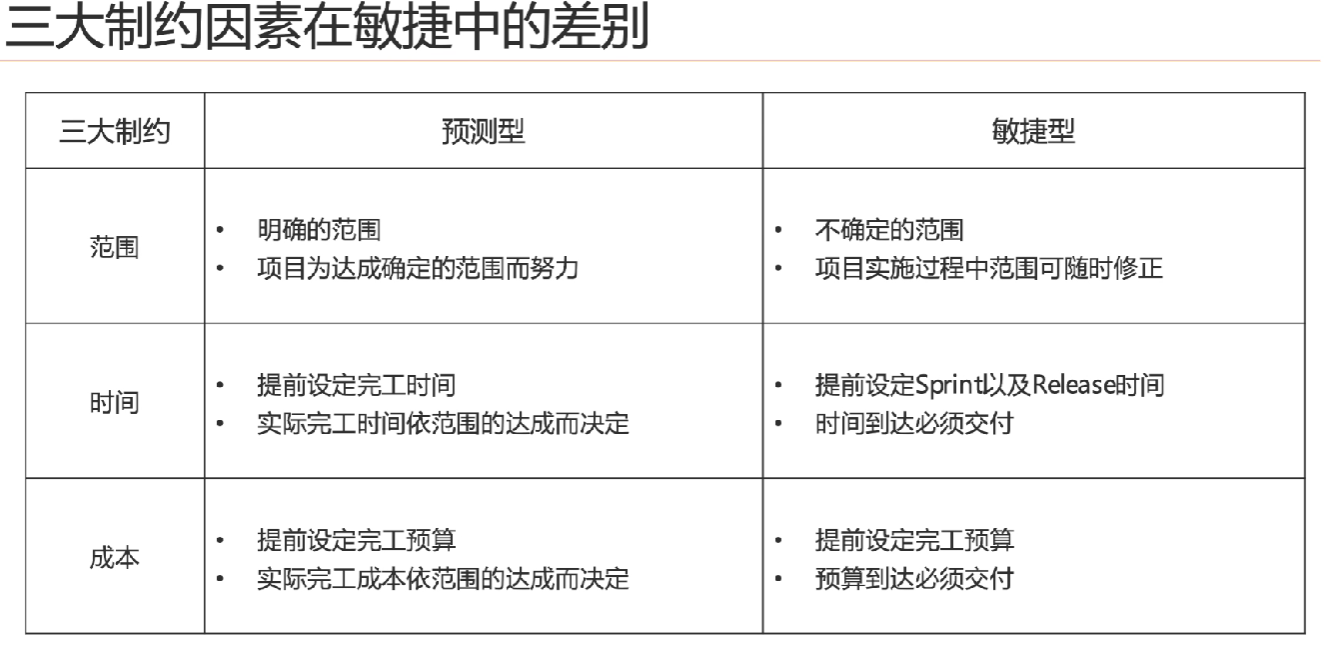 三大制约因素在敏捷中的差别
三大制约 预测型 敏捷型
范围
• 明确的范围
• 项目为达成确定的范围而努力
• 不确定的范围
• 项目实施过程中范围可随时修正
时间
• 提前设定完工时间
• 实际完工时间依范围的达成而决定
• 提前设定Sprint以及Release时间
• 时间到达必须交付
成本
• 提前设定完工预算
• 实际完工成本依范围的达成而决定
• 提前设定完工预算
• 预算到达必须交付